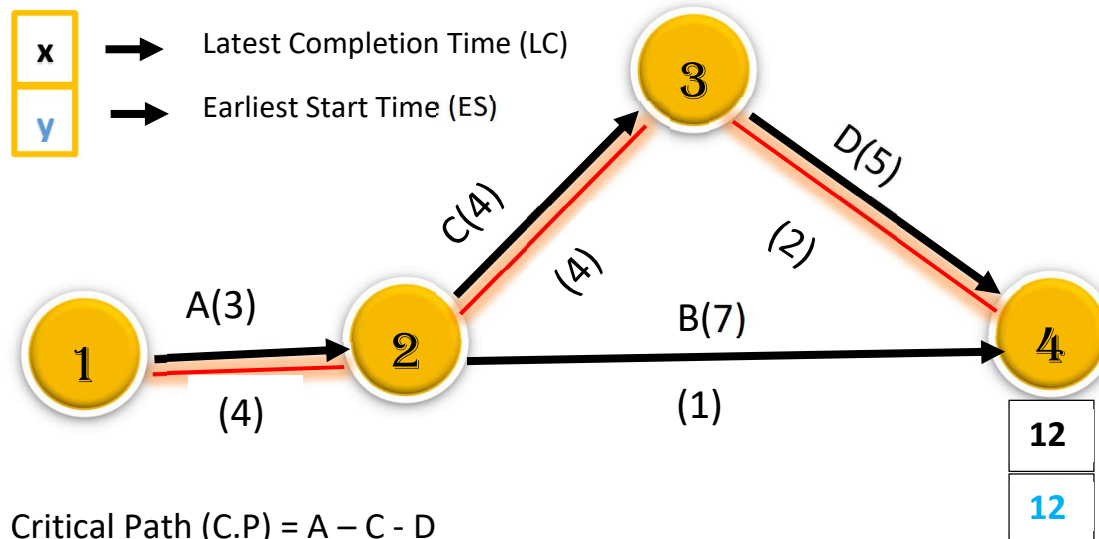 x
Latest Completion Time (LC)
y
Earliest Start Time (ES)
3
C(4)
D(5)
(4)
(2)
A(3)
B(7)
1
2
4
(4)
(1)
12
12
Critical Path (C.P) = A – C - D